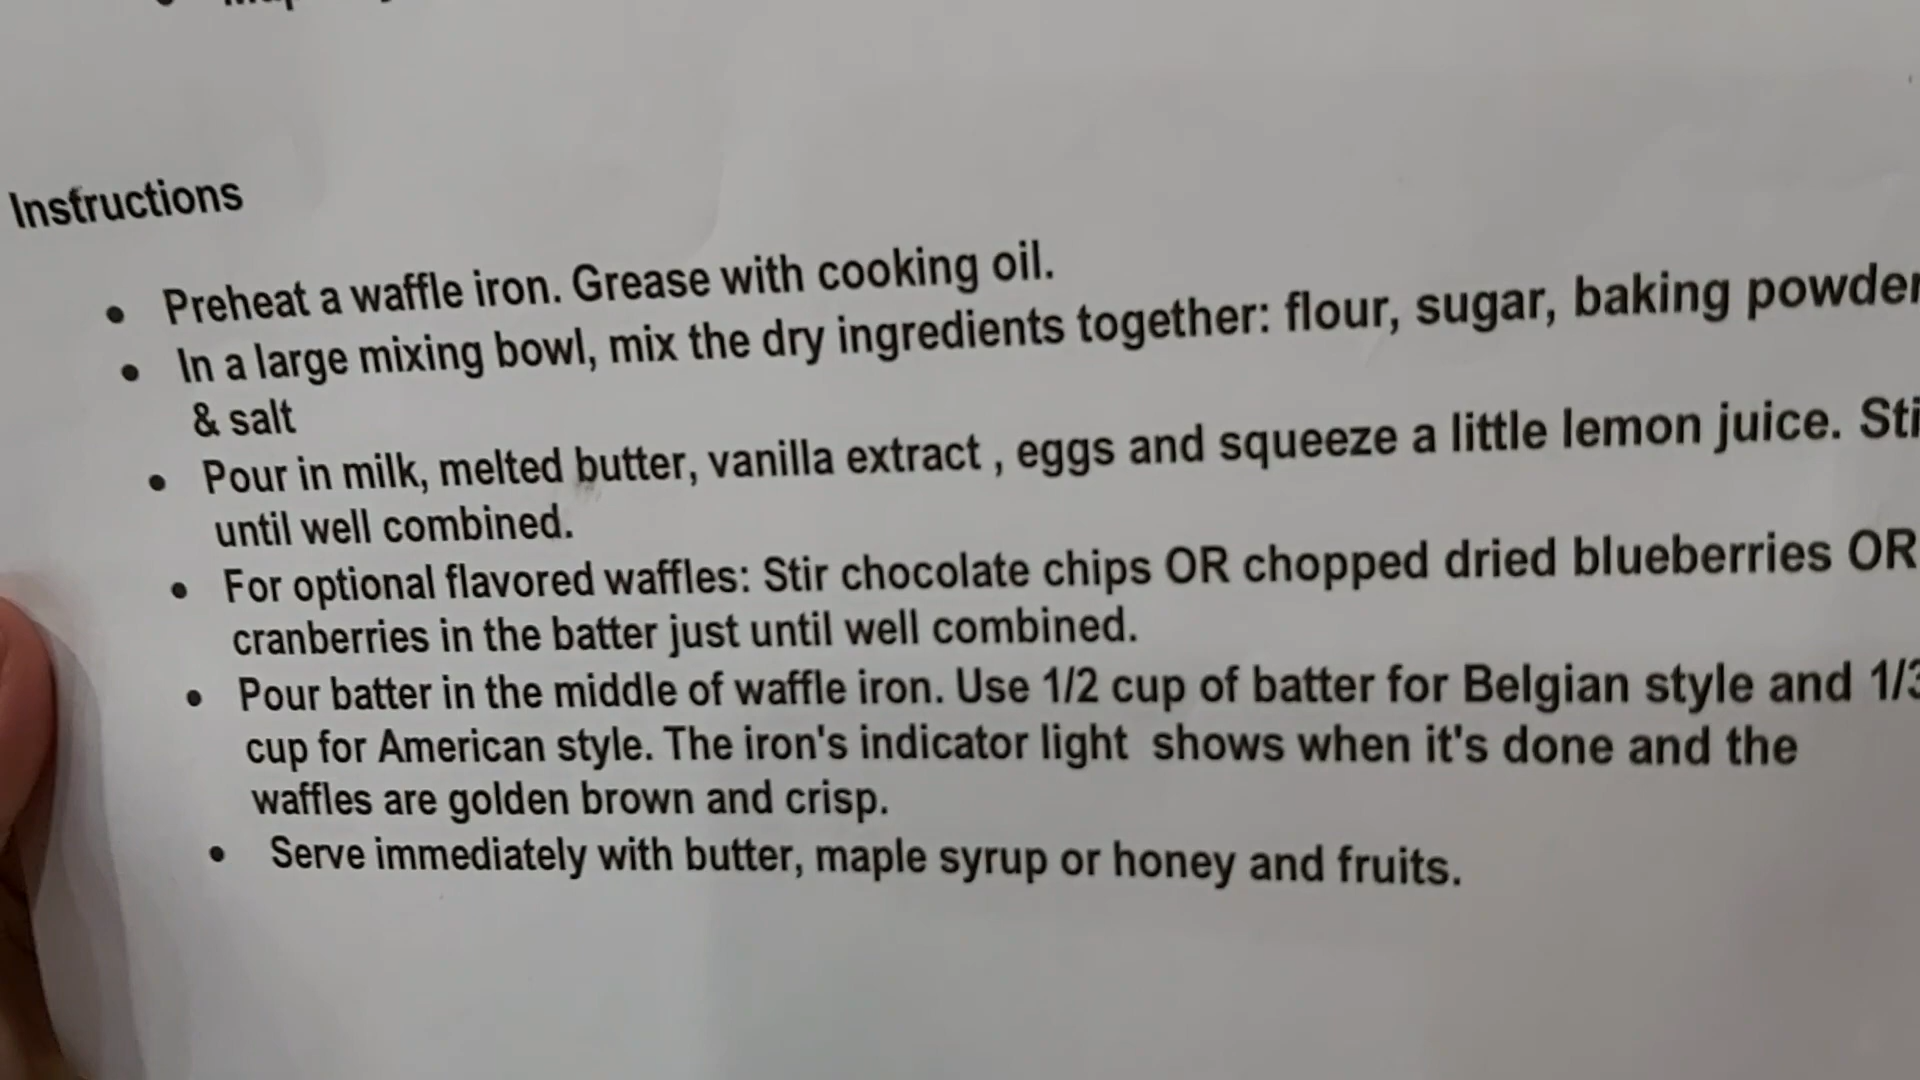 Instructions
• Preheat a waffle iron. Grease with cooking oil.
• In a large mixing bowl, mix the dry ingredients together: flour, sugar, baking powder
& salt
• Pour in milk, melted butter, vanilla extract , eggs and squeeze a little lemon juice. Sti
until well combined.
• For optional flavored waffles: Stir chocolate chips OR chopped dried blueberries OR
cranberries in the batter just until well combined.
• Pour batter in the middle of waffle iron. Use 1/2 cup of batter for Belgian style and 1/3
cup for American style. The iron's indicator light shows when it's done and the
waffles are golden brown and crisp.
• Serve immediately with butter, maple syrup or honey and fruits.